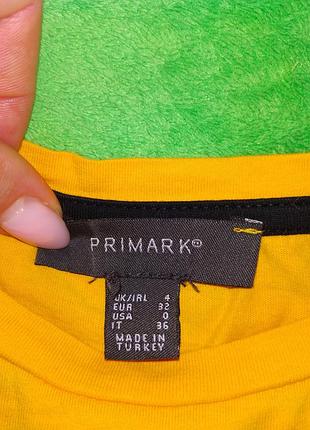 PRIMARK®
UK/IRL 4
EUR 32
USA 0
IT 36
MADE IN
TURKEY